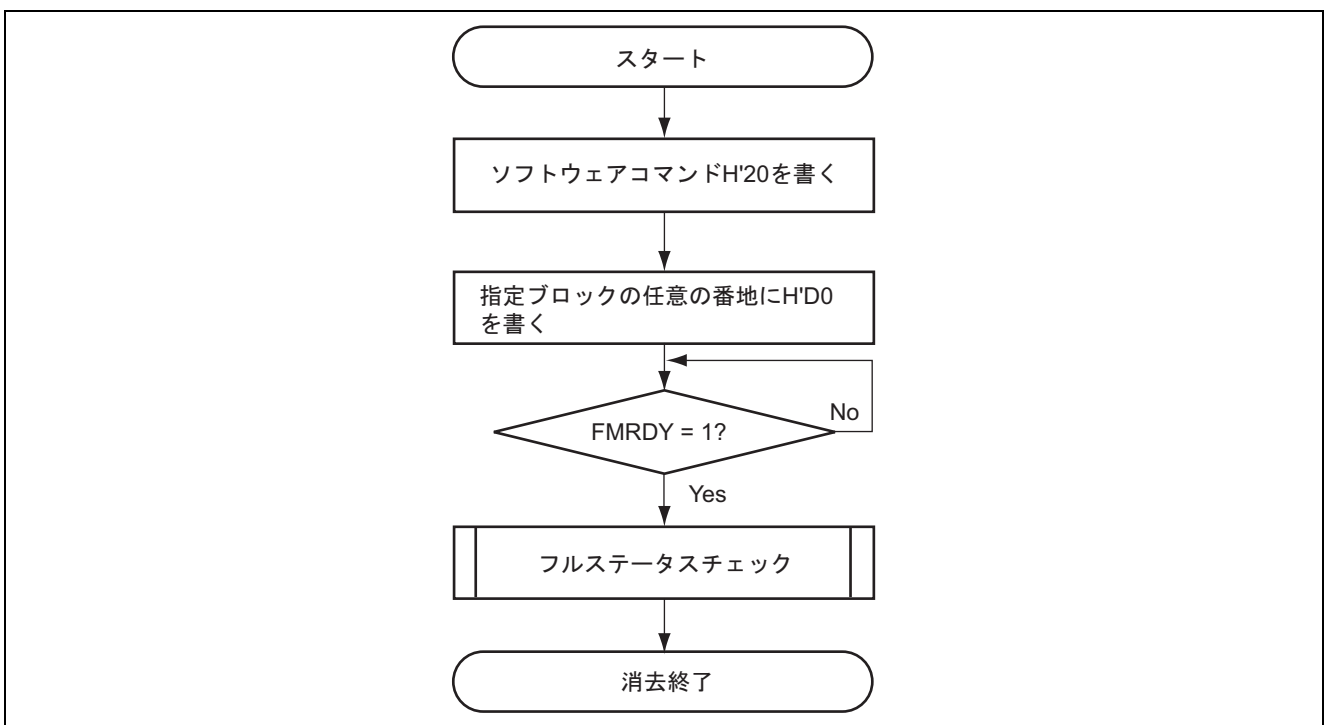 スタート
ソフトウェアコマンドH'20を書く
指定ブロックの任意の番地にH'D0
を書く
No
FMRDY = 1?
Yes
フルステータスチェック
消去終了